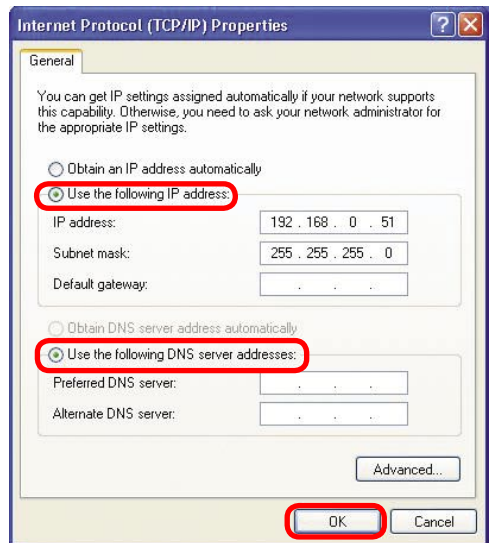 Internet Protocol (TCP/IP) Properties
General
You can get IP settings assigned automatically if your network supports
this capability. Otherwise, you need to ask your network administrator for
the appropriate IP settings.
Obtain an IP address automatically
Use the following IP address:
IP address: 192 . 168 . 0 . 51
Subnet mask: 255 . 255 . 255 . 0
Default gateway: . . .
Obtain DNS server address automatically
Use the following DNS server addresses:
Preferred DNS server: . . .
Alternate DNS server: . . .
Advanced...
OK Cancel